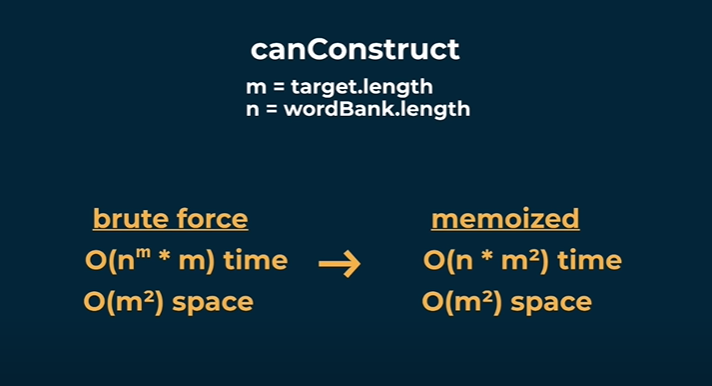 canConstruct
m = target.length
n = wordBank.length
brute force
O(nᵐ * m) time
O(m²) space
→
memoized
O(n * m²) time
O(m²) space